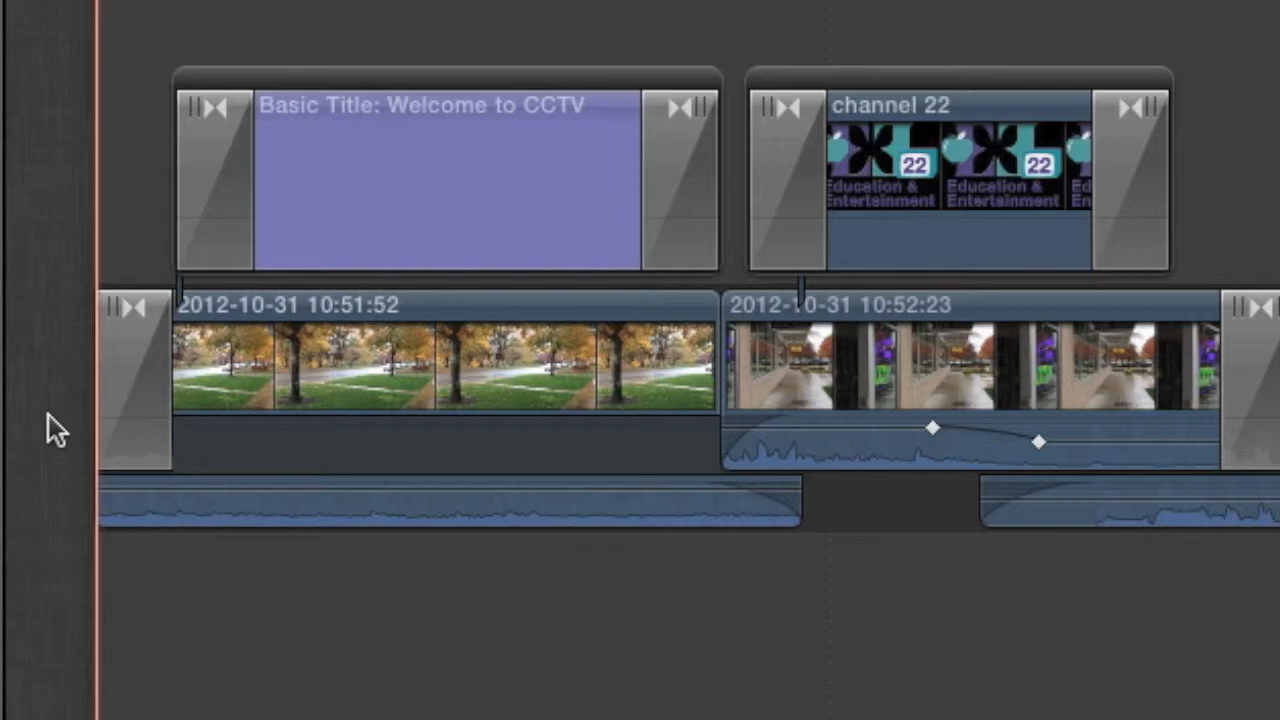 Basic Title: Welcome to CCTV
channel 22
22
22
Education &
Education &
Ed
Entertainment
Entertainment
En
2012-10-31 10:51:52
2012-10-31 10:52:23